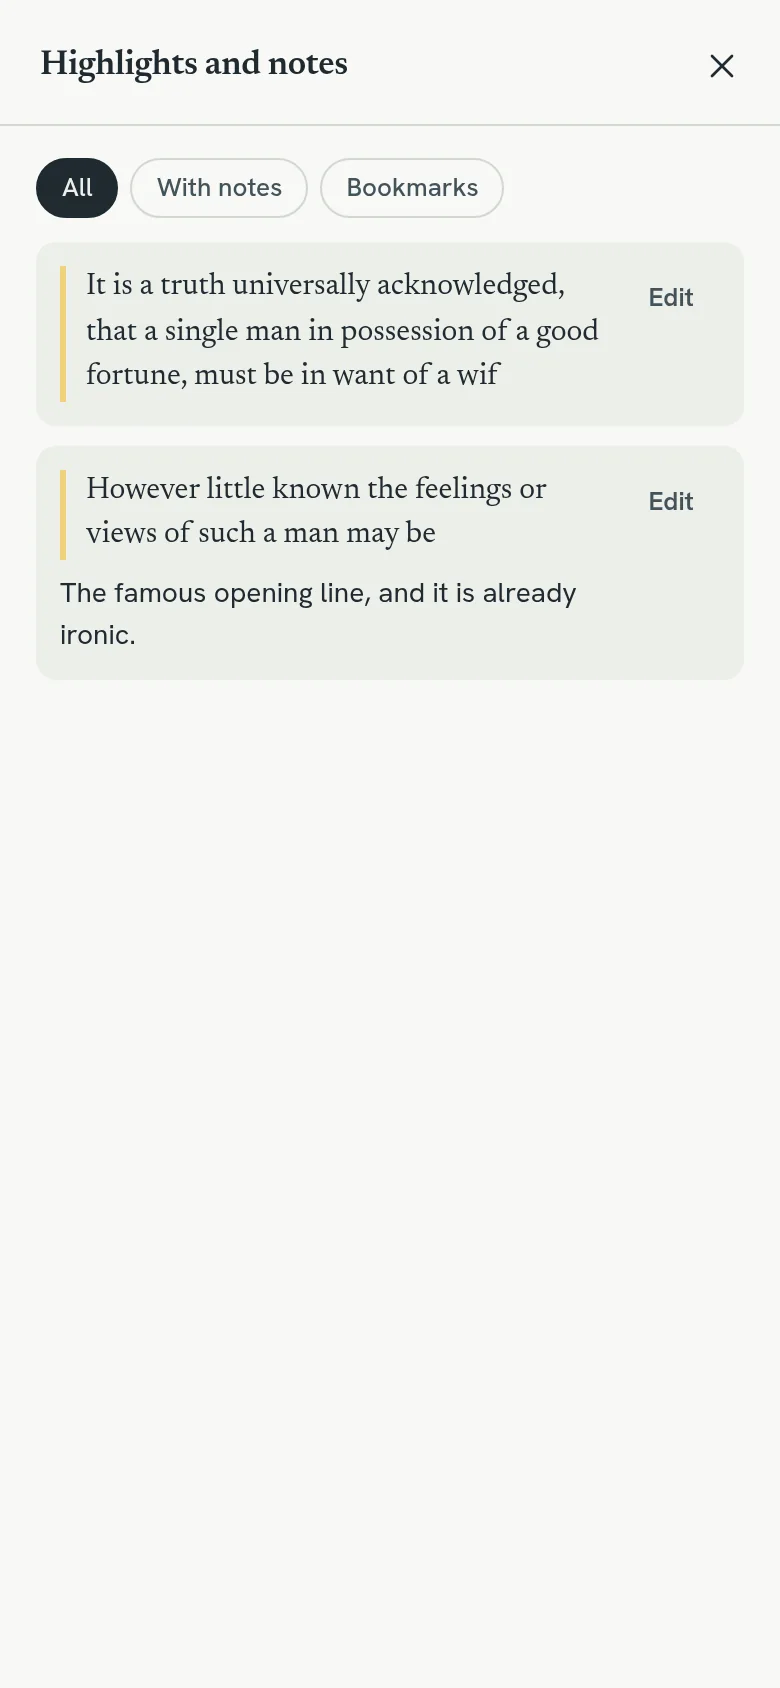 Highlights and notes
All
With notes
Bookmarks
It is a truth universally acknowledged,
Edit
that a single man in possession of a good
fortune, must be in want of a wif
However little known the feelings or
Edit
views of such a man may be
The famous opening line, and it is already
ironic.